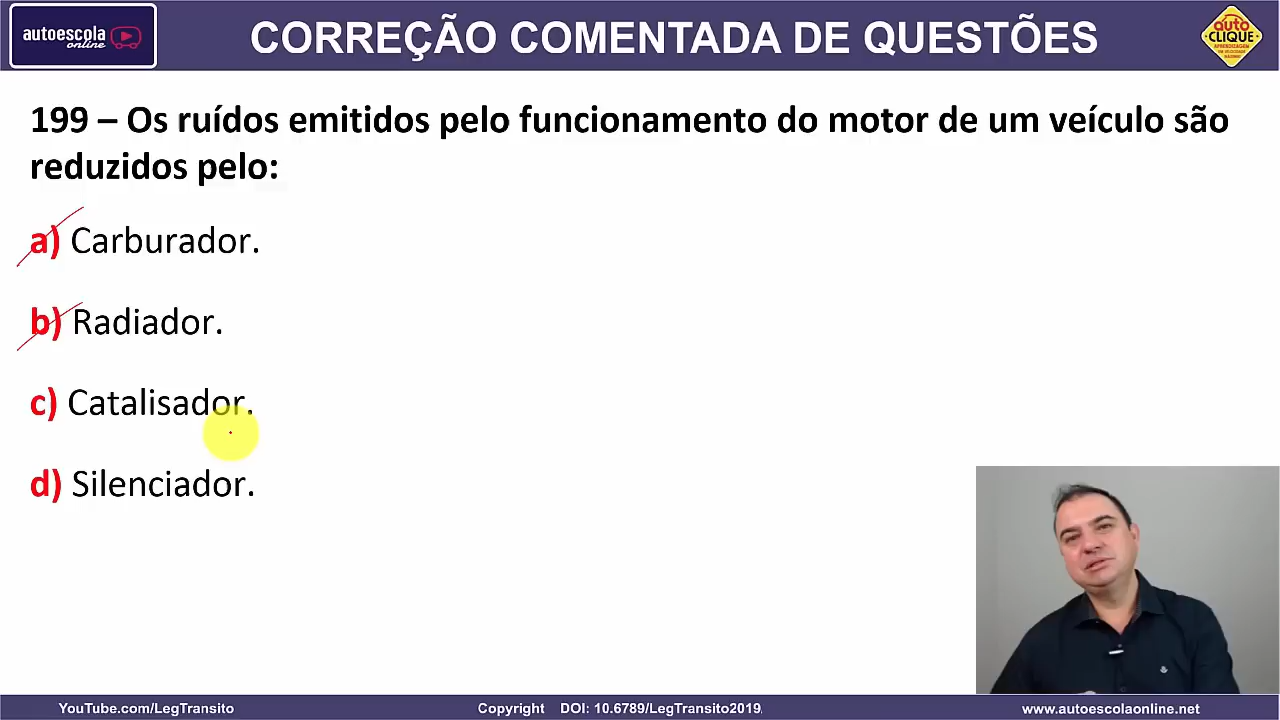 autoescola
online
CORREÇÃO COMENTADA DE QUESTÕES
auto
CLIQUE
APRENDIZAGEM
199 – Os ruídos emitidos pelo funcionamento do motor de um veículo são
reduzidos pelo:
a) Carburador.
b) Radiador.
c) Catalisador.
d) Silenciador.
YouTube.com/LegTransito
Copyright DOI: 10.6789/LegTransito2019
www.autoescolaonline.net